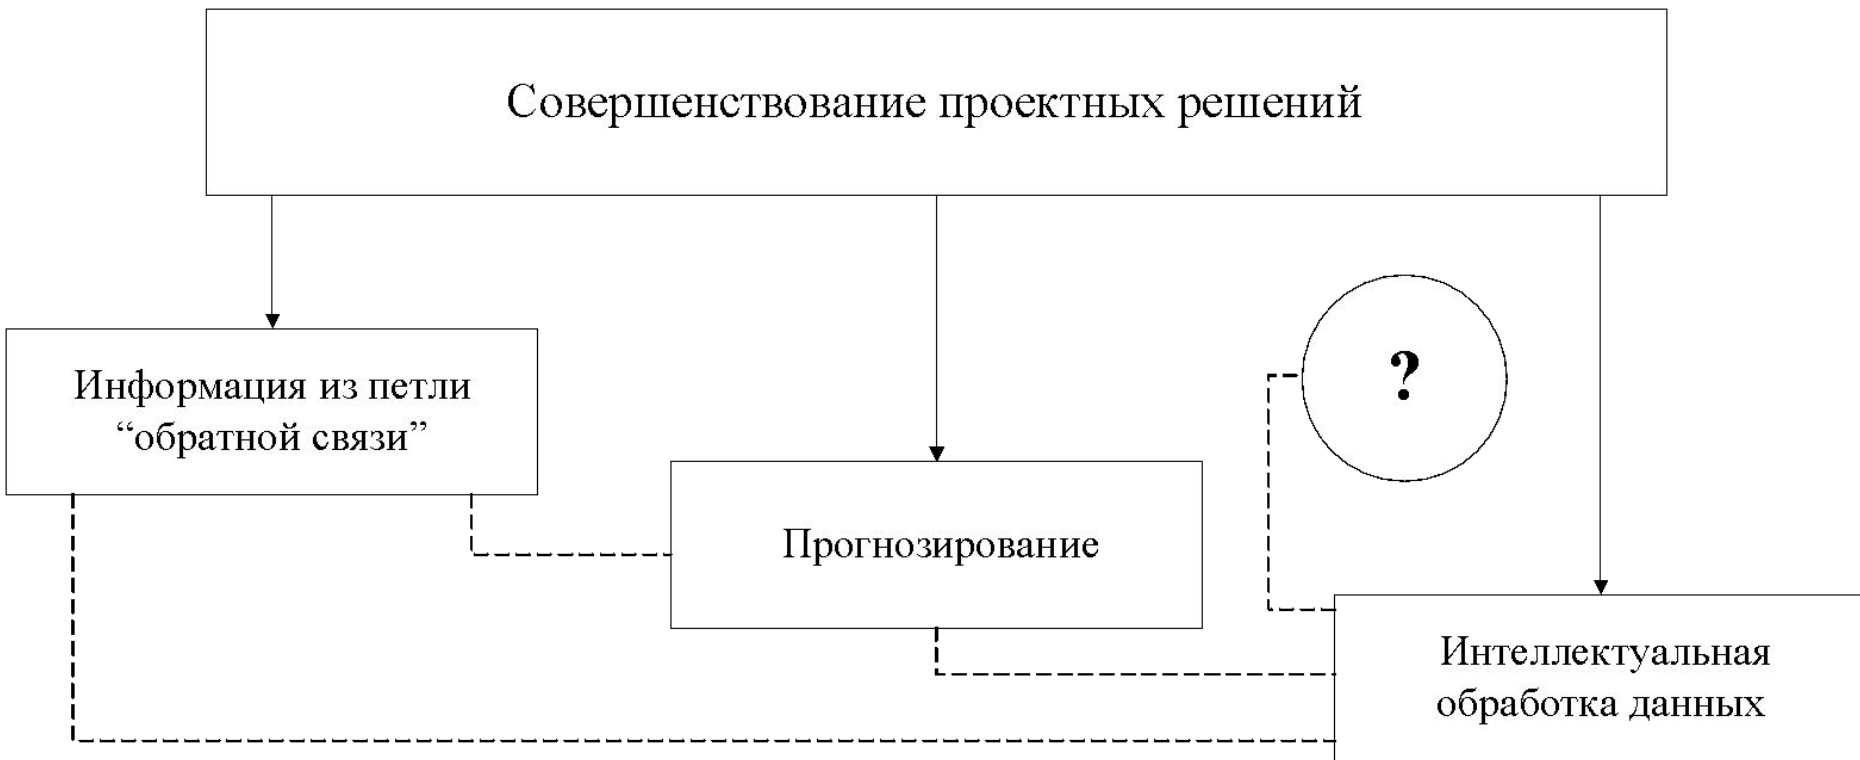 Совершенствование проектных решений
Информация из петли
“обратной связи”
?
Прогнозирование
Интеллектуальная
обработка данных